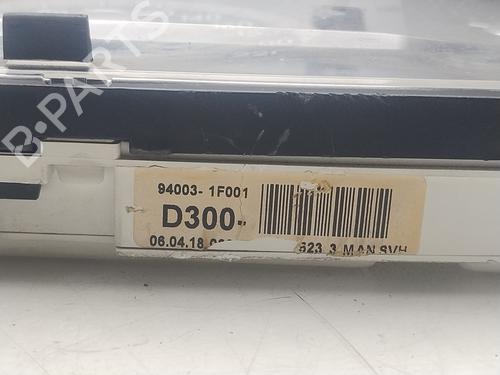 B-PARTS
94003- 1F001
D300-
06.04.18 623 3 MAN SVH